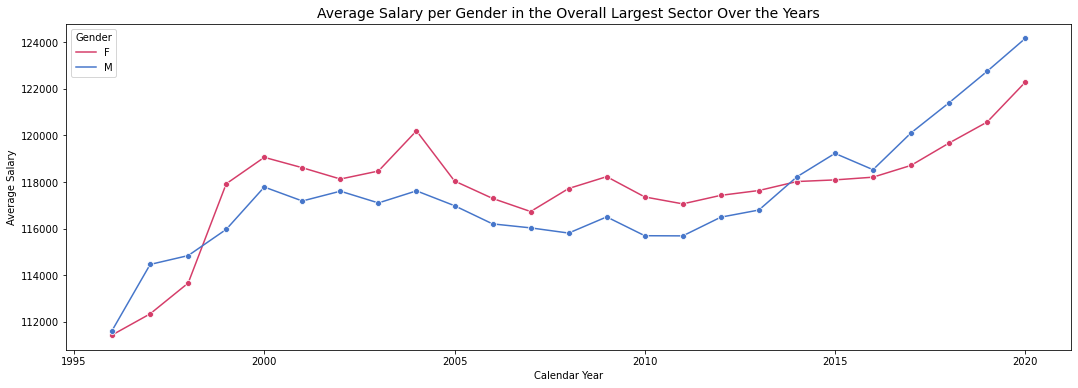 Average Salary per Gender in the Overall Largest Sector Over the Years
Gender
F
M
Average Salary
124000
122000
120000
118000
116000
114000
112000
1995
2000
2005
2010
2015
2020
Calendar Year